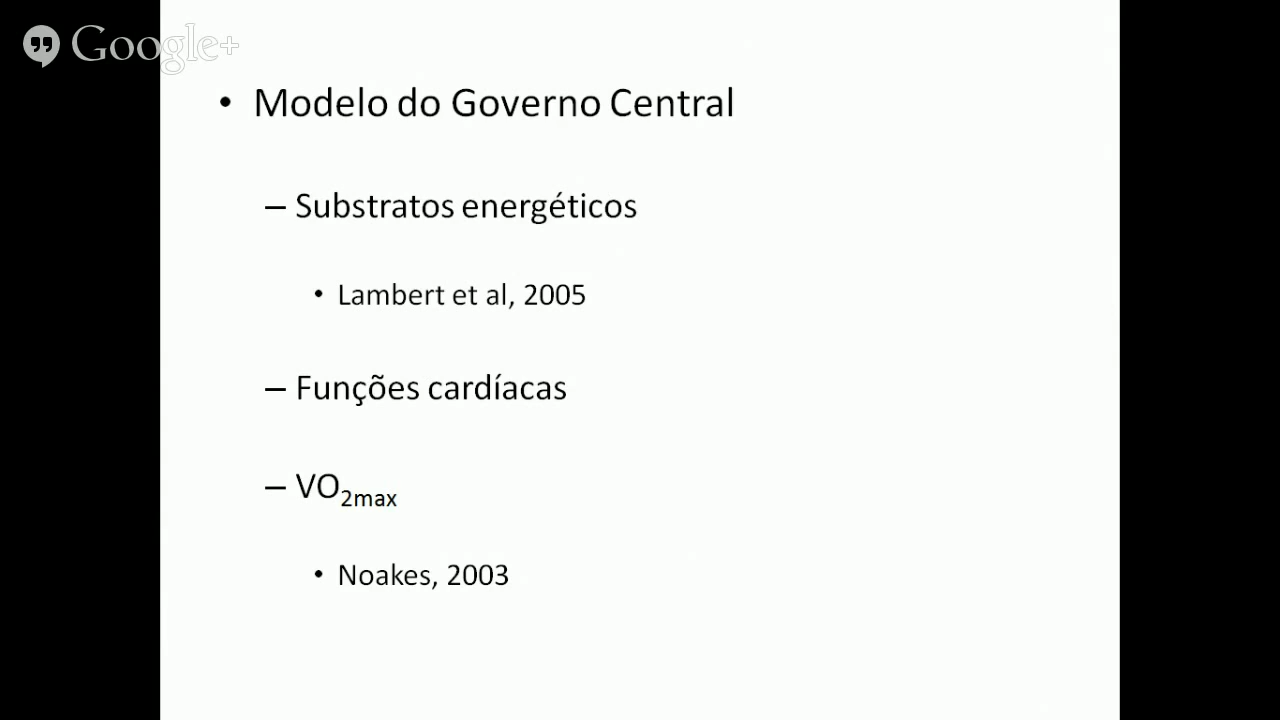 Google+
• Modelo do Governo Central
– Substratos energéticos
• Lambert et al, 2005
– Funções cardíacas
– VO2max
• Noakes, 2003